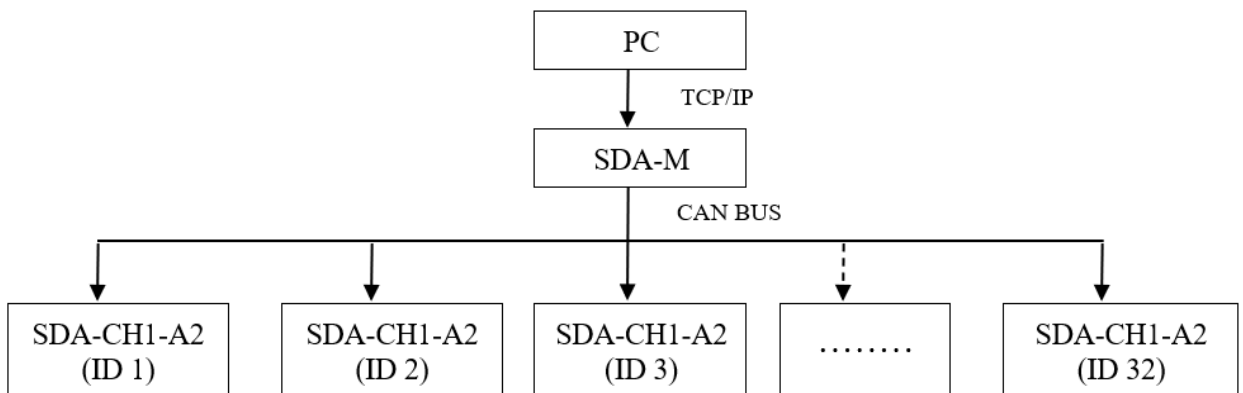 PC
TCP/IP
SDA-M
CAN BUS
SDA-CH1-A2
(ID 1)
SDA-CH1-A2
(ID 2)
SDA-CH1-A2
(ID 3)
........
SDA-CH1-A2
(ID 32)